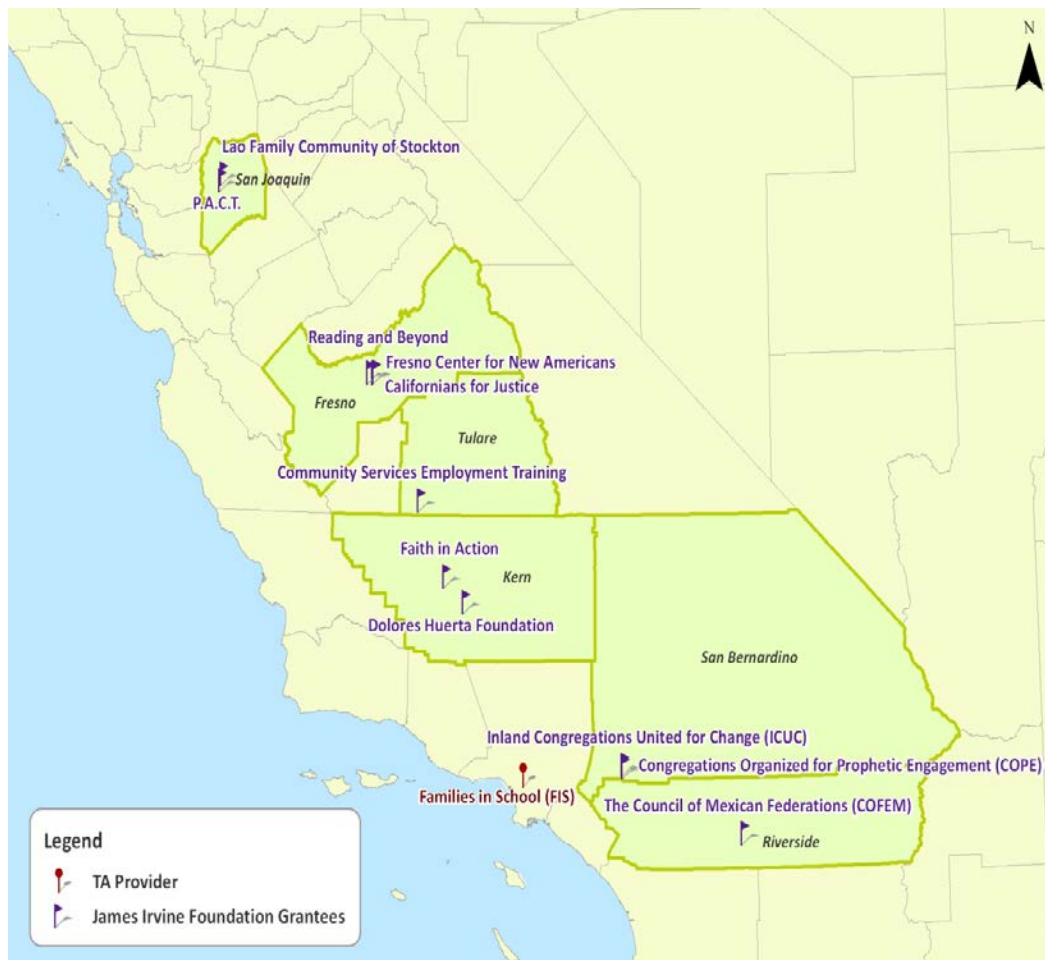 N
Lao Family Community of Stockton
San Joaquin
P.A.C.T.
Reading and Beyond
Fresno Center for New Americans
Californians for Justice
Fresno
Tulare
Community Services Employment Training
Faith in Action
Kern
Dolores Huerta Foundation
San Bernardino
Inland Congregations United for Change (ICUC)
Congregations Organized for Prophetic Engagement (COPE)
Families in School (FIS)
The Council of Mexican Federations (COFEM)
Riverside
Legend
TA Provider
James Irvine Foundation Grantees